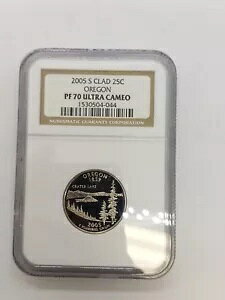 2005 S CLAD 25C
OREGON
PF 70 ULTRA CAMEO
1530504-044
NUMISMATIC GUARANTY CORPORATION
OREGON
1859
CRATER LAKE
2005